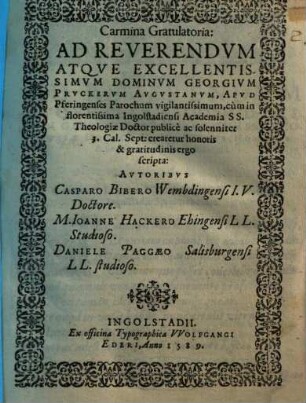 Carmina Gratulatoria:
AD REVERENDVM
ATQVE EXCELLENTIS-
SIMVM DOMINVM GEORGIVM
PRVCKERVM AVGVSTANVM, APVD
Pferingenses Parochum vigilantissimum, cùm in
florentissima Ingolstadiensi Academia SS.
Theologiæ Doctor publicè ac solenniter
3. Cal. Sept: crearetur honoris
& gratitudinis ergo
scripta:
AVTORIBVS
CASPARO BIBERO Wembdingensi I. V.
Doctore.
M. IOANNE HACKERO Ehingensi L L.
Studioso.
DANIELE PAGGÆO Salisburgensi
L L. studioso.
INGOLSTADII.
Ex officina Typographica VVOLFGANGI
EDERI, Anno 1589.